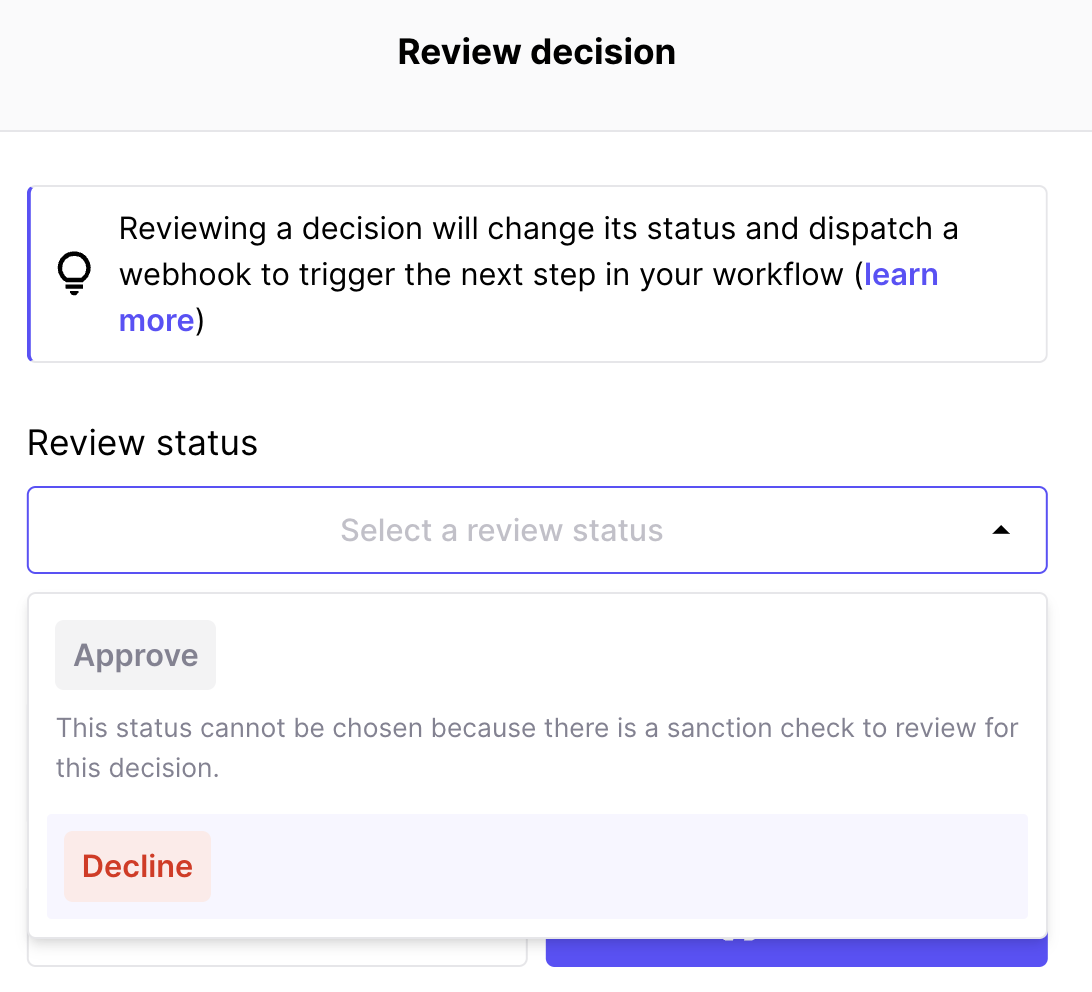 Review decision
Reviewing a decision will change its status and dispatch a
webhook to trigger the next step in your workflow (learn
more)
Review status
Select a review status
Approve
This status cannot be chosen because there is a sanction check to review for
this decision.
Decline